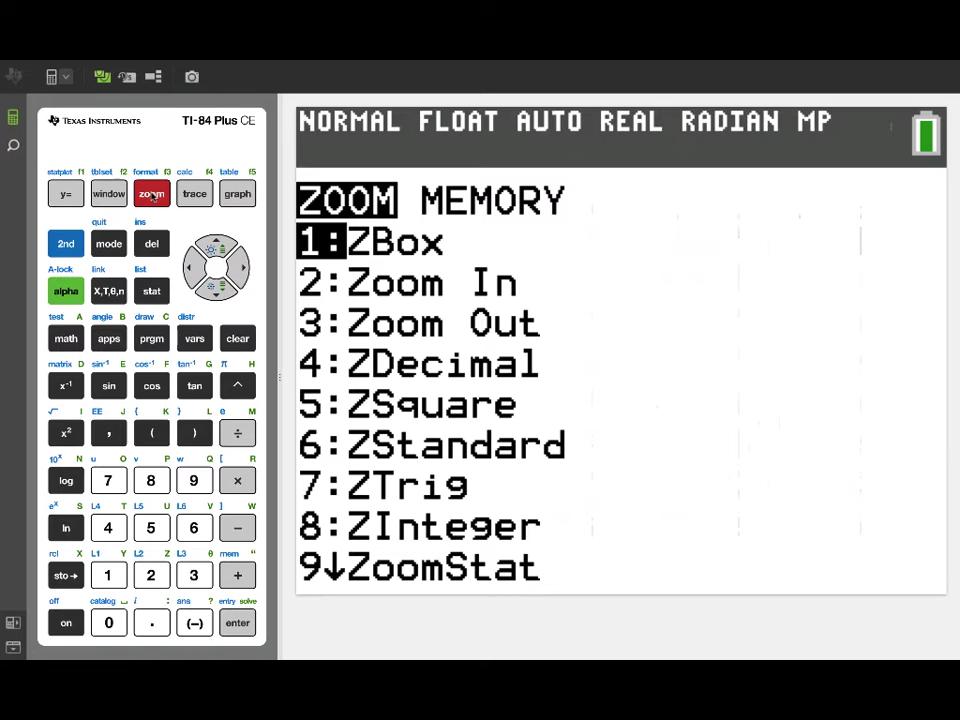 TEXAS INSTRUMENTS TI-84 Plus CE
NORMAL FLOAT AUTO REAL RADIAN MP
ZOOM MEMORY
1:ZBox
2:Zoom In
3:Zoom Out
4:ZDecimal
5:ZSquare
6:ZStandard
7:ZTrig
8:ZInteger
9↓ZoomStat
statplot f1 tblset f2 format f3 calc f4 table f5
y= window zoom trace graph
quit ins
2nd mode del
A-lock link list
alpha X,T,θ,n stat
test A angle B draw C distr
math apps prgm vars clear
matrix D sin⁻¹ E cos⁻¹ F tan⁻¹ G π H
x⁻¹ sin cos tan ^
√ I EE J { K } L e M
x² , ( ) ÷
10ˣ N u O v P w Q [ R
log 7 8 9 ×
eˣ S L4 T L5 U L6 V ] W
ln 4 5 6 −
rcl X L1 Y L2 Z L3 θ mem "
sto→ 1 2 3 +
off catalog ␣ i : ans ? entry solve
on 0 . (−) enter